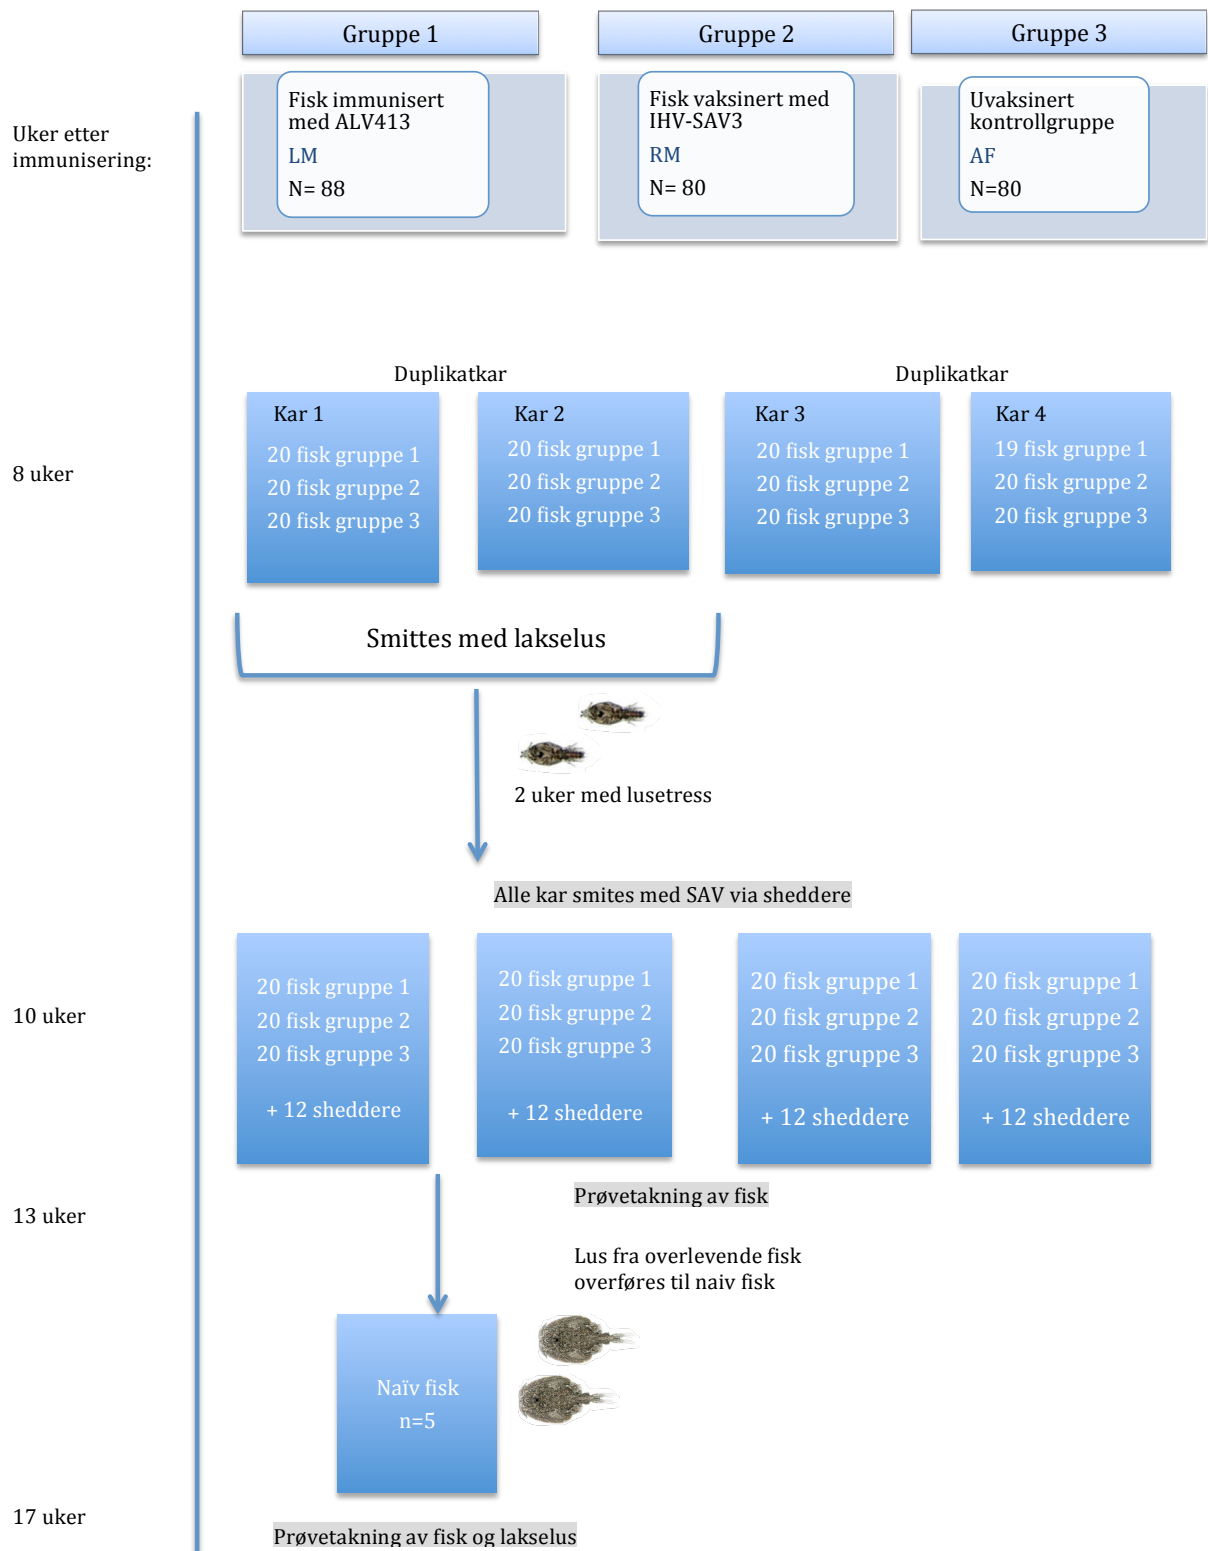 Gruppe 1
Gruppe 2
Gruppe 3
Uker etter
immunisering:
Fisk immunisert
med ALV413
LM
N= 88
Fisk vaksinert med
IHV-SAV3
RM
N= 80
Uvaksinert
kontrollgruppe
AF
N=80
Duplikatkar
Duplikatkar
8 uker
Kar 1
20 fisk gruppe 1
20 fisk gruppe 2
20 fisk gruppe 3
Kar 2
20 fisk gruppe 1
20 fisk gruppe 2
20 fisk gruppe 3
Kar 3
20 fisk gruppe 1
20 fisk gruppe 2
20 fisk gruppe 3
Kar 4
19 fisk gruppe 1
20 fisk gruppe 2
20 fisk gruppe 3
Smittes med lakselus
2 uker med lusetress
Alle kar smites med SAV via sheddere
10 uker
20 fisk gruppe 1
20 fisk gruppe 2
20 fisk gruppe 3
+ 12 sheddere
20 fisk gruppe 1
20 fisk gruppe 2
20 fisk gruppe 3
+ 12 sheddere
20 fisk gruppe 1
20 fisk gruppe 2
20 fisk gruppe 3
+ 12 sheddere
20 fisk gruppe 1
20 fisk gruppe 2
20 fisk gruppe 3
+ 12 sheddere
13 uker
Prøvetakning av fisk
Lus fra overlevende fisk
overføres til naiv fisk
Naïv fisk
n=5
17 uker
Prøvetakning av fisk og lakselus